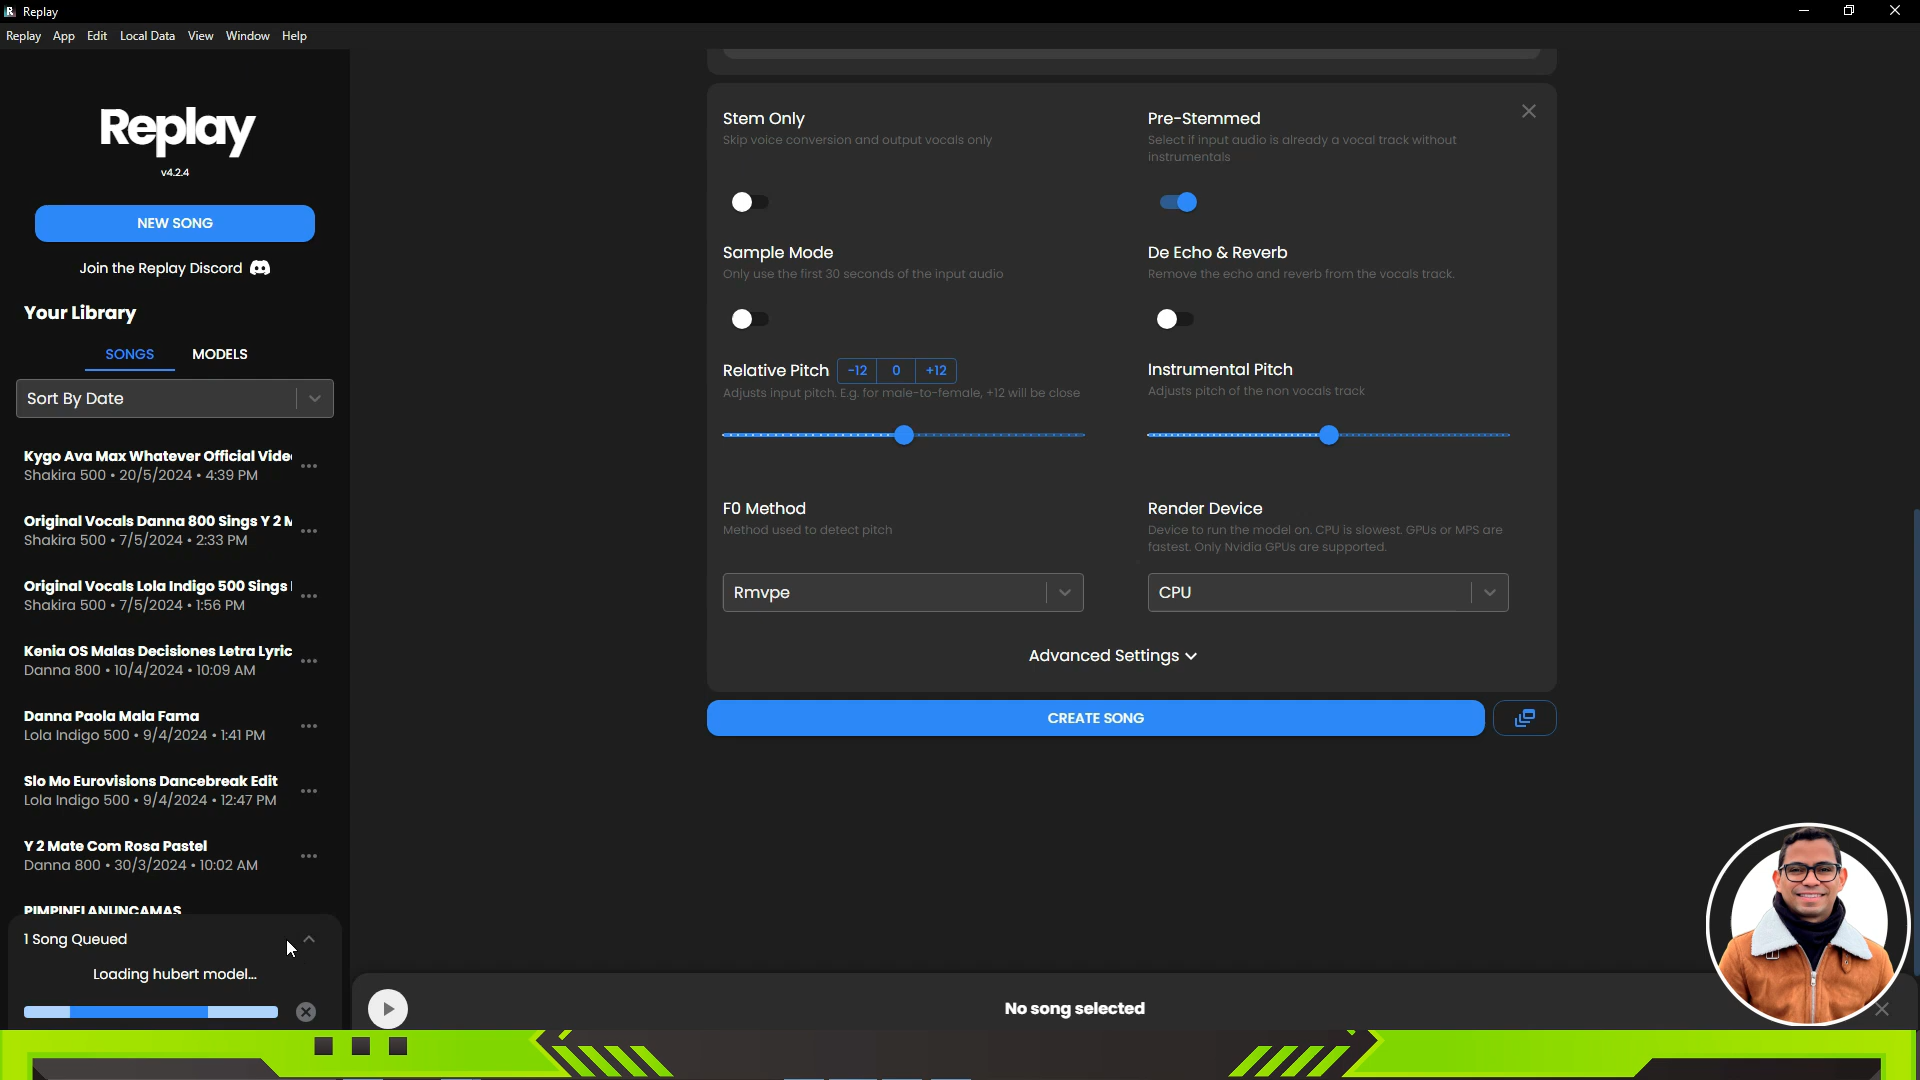 Replay
Replay App Edit Local Data View Window Help
Replay
v4.2.4
NEW SONG
Join the Replay Discord
Your Library
SONGS MODELS
Sort By Date
Kygo Ava Max Whatever Official Vide
Shakira 500 • 20/5/2024 • 4:39 PM
Original Vocals Danna 800 Sings Y 2 M
Shakira 500 • 7/5/2024 • 2:33 PM
Original Vocals Lola Indigo 500 Sings
Shakira 500 • 7/5/2024 • 1:56 PM
Kenia OS Malas Decisiones Letra Lyric
Danna 800 • 10/4/2024 • 10:09 AM
Danna Paola Mala Fama
Lola Indigo 500 • 9/4/2024 • 1:41 PM
Slo Mo Eurovisions Dancebreak Edit
Lola Indigo 500 • 9/4/2024 • 12:47 PM
Y 2 Mate Com Rosa Pastel
Danna 800 • 30/3/2024 • 10:02 AM
PIMPINELANUNCAMAS
1 Song Queued
Loading hubert model...
Stem Only
Skip voice conversion and output vocals only
Pre-Stemmed
Select if input audio is already a vocal track without
instrumentals
Sample Mode
Only use the first 30 seconds of the input audio
De Echo & Reverb
Remove the echo and reverb from the vocals track.
Relative Pitch -12 0 +12
Adjusts input pitch. E.g. for male-to-female, +12 will be close
Instrumental Pitch
Adjusts pitch of the non vocals track
F0 Method
Method used to detect pitch
Rmvpe
Render Device
Device to run the model on. CPU is slowest. GPUs or MPS are
fastest. Only Nvidia GPUs are supported.
CPU
Advanced Settings
CREATE SONG
No song selected